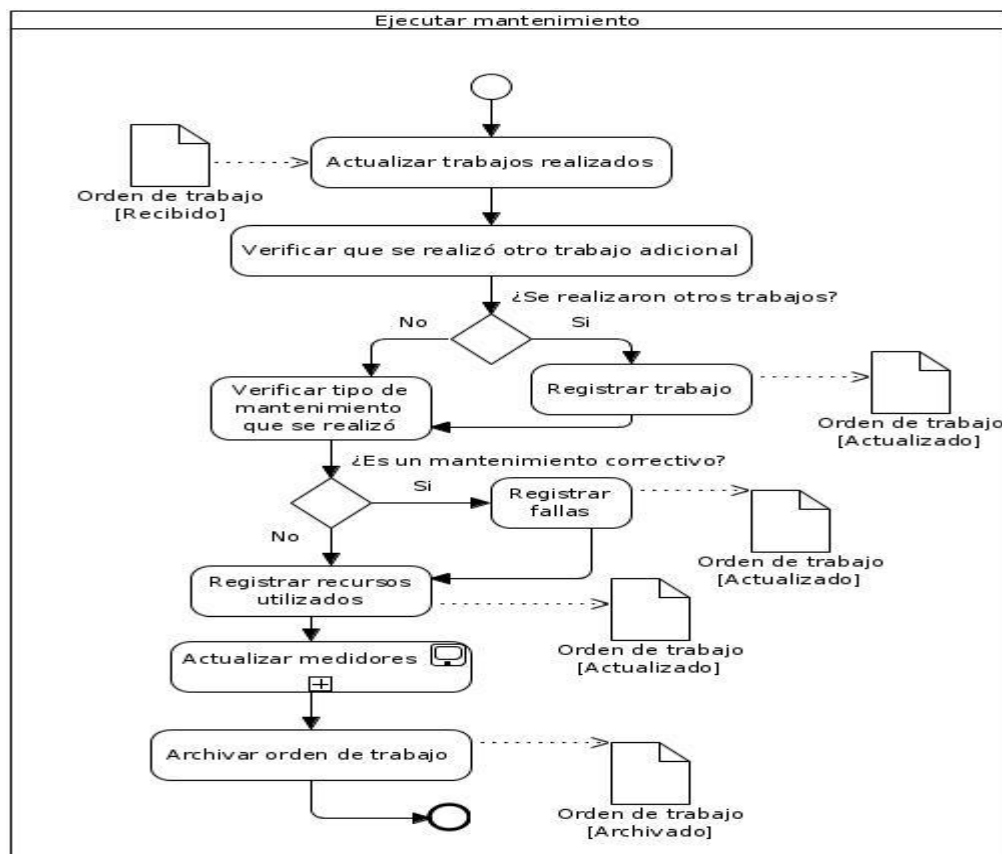 Ejecutar mantenimiento
Actualizar trabajos realizados
Orden de trabajo
[Recibido]
Verificar que se realizó otro trabajo adicional
¿Se realizaron otros trabajos?
No
Si
Verificar tipo de
mantenimiento
que se realizó
Registrar trabajo
Orden de trabajo
[Actualizado]
¿Es un mantenimiento correctivo?
Si
Registrar
fallas
No
Orden de trabajo
[Actualizado]
Registrar recursos
utilizados
Orden de trabajo
[Actualizado]
Actualizar medidores
Archivar orden de trabajo
Orden de trabajo
[Archivado]